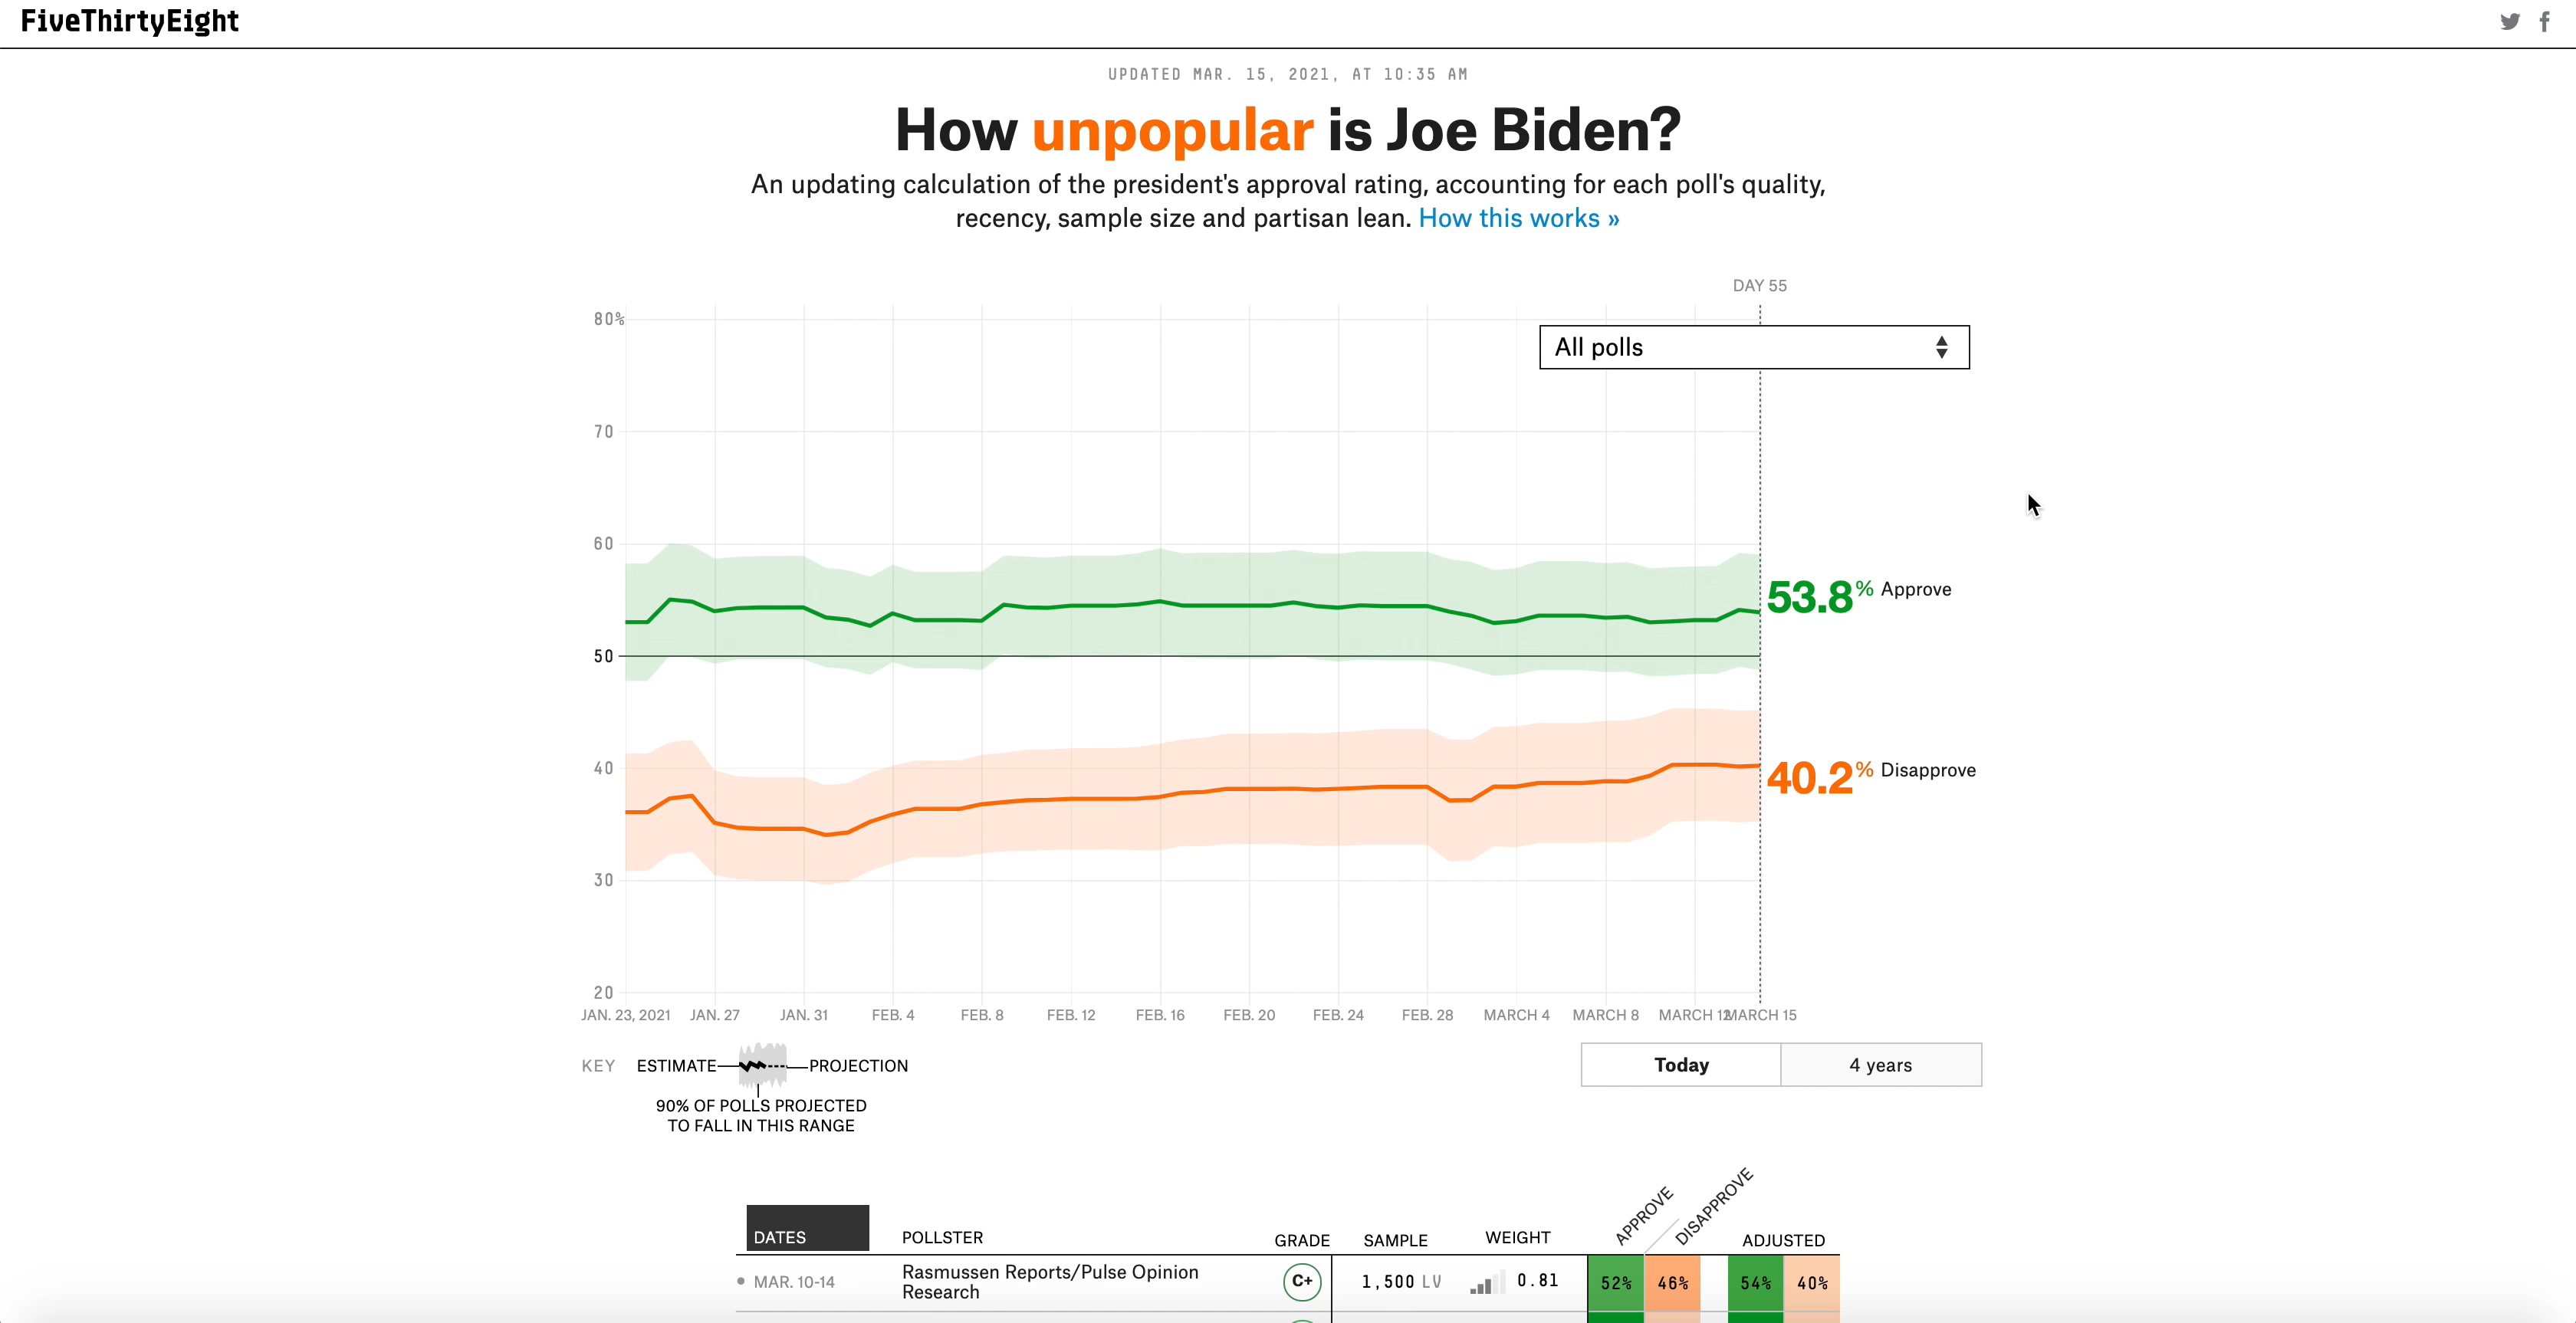 FiveThirtyEight
UPDATED MAR. 15, 2021, AT 10:35 AM
How unpopular is Joe Biden?
An updating calculation of the president's approval rating, accounting for each poll's quality,
recency, sample size and partisan lean. How this works »
DAY 55
80%
All polls
70
60
53.8% Approve
50
40
40.2% Disapprove
30
20
JAN. 23, 2021 JAN. 27 JAN. 31 FEB. 4 FEB. 8 FEB. 12 FEB. 16 FEB. 20 FEB. 24 FEB. 28 MARCH 4 MARCH 8 MARCH 12 MARCH 15
KEY ESTIMATE PROJECTION
90% OF POLLS PROJECTED
TO FALL IN THIS RANGE
Today 4 years
DATES POLLSTER GRADE SAMPLE WEIGHT APPROVE DISAPPROVE ADJUSTED
MAR. 10-14 Rasmussen Reports/Pulse Opinion
Research C+ 1,500 LV 0.81 52% 46% 54% 40%